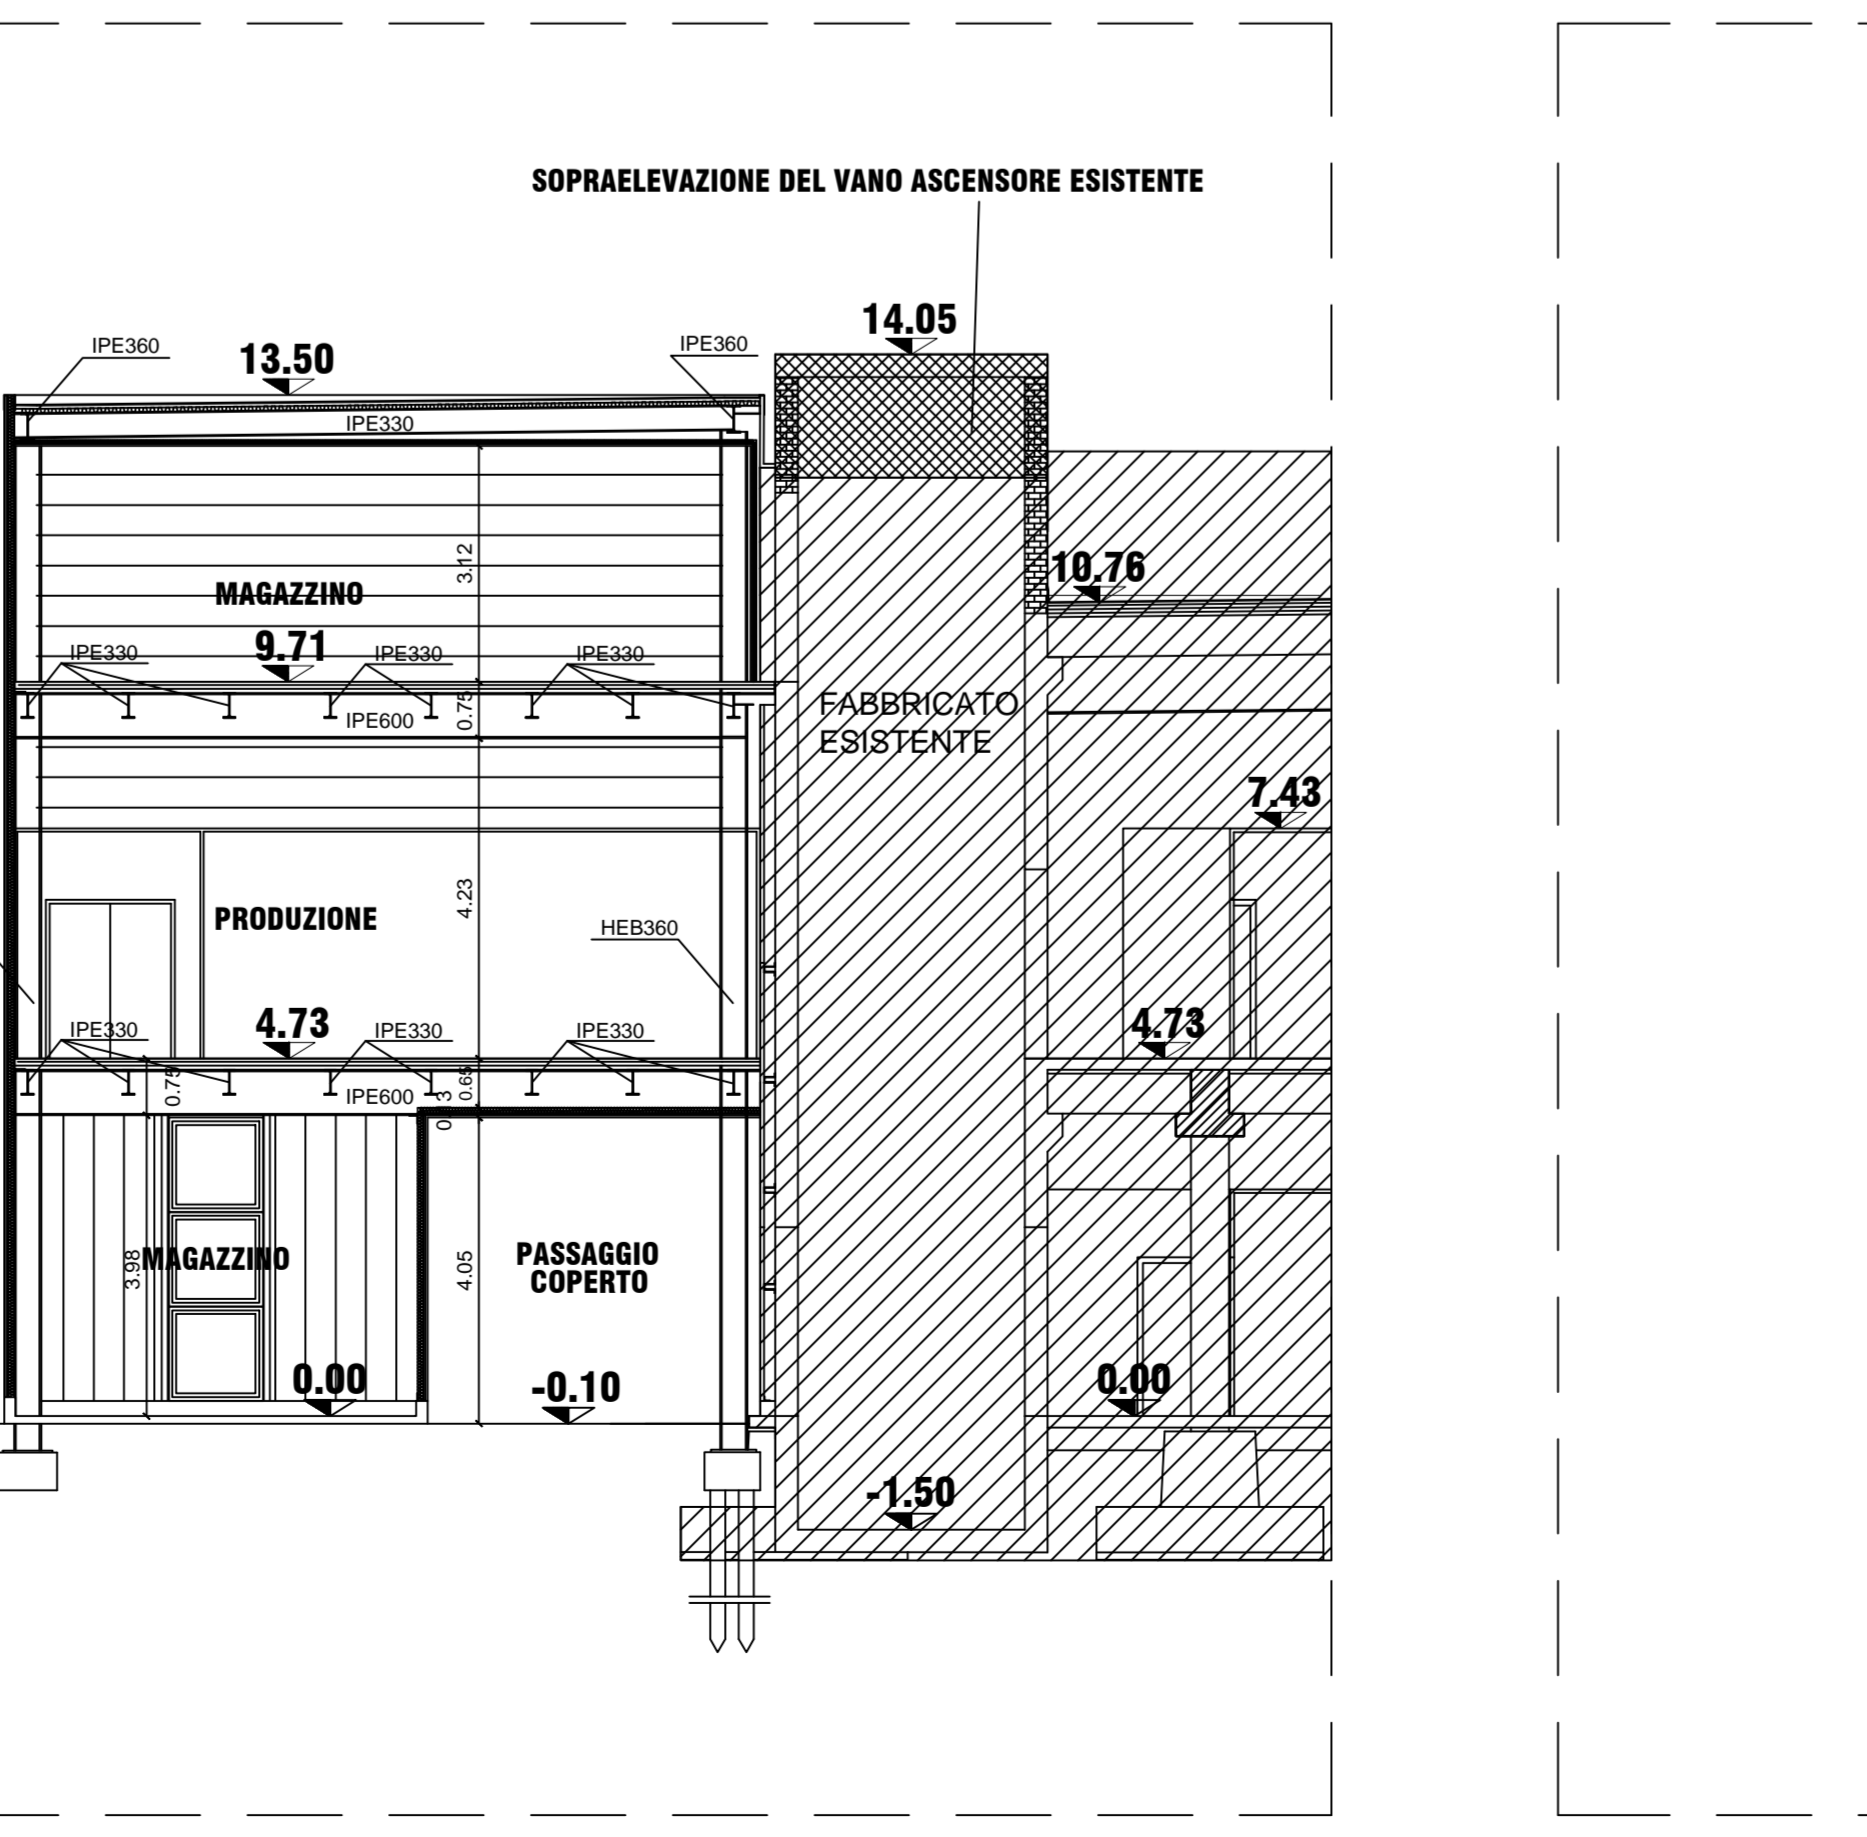 SOPRAELEVAZIONE DEL VANO ASCENSORE ESISTENTE
14.05
IPE360
13.50
IPE360
IPE330
3.12
10.76
MAGAZZINO
9.71
IPE330
IPE330
IPE330
0.75
IPE600
FABBRICATO
ESISTENTE
7.43
4.23
PRODUZIONE
HEB360
4.73
4.73
IPE330
IPE330
IPE330
0.75
0.65
IPE600
3.98
MAGAZZINO
4.05
PASSAGGIO
COPERTO
0.00
-0.10
0.00
-1.50